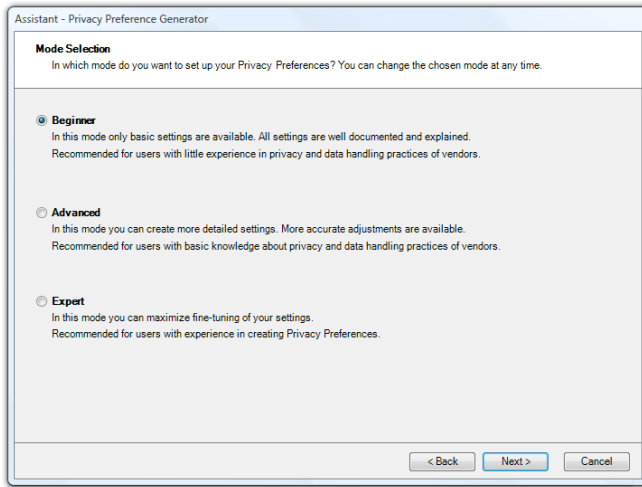 Assistant - Privacy Preference Generator
Mode Selection
In which mode do you want to set up your Privacy Preferences? You can change the chosen mode at any time.
Beginner
In this mode only basic settings are available. All settings are well documented and explained.
Recommended for users with little experience in privacy and data handling practices of vendors.
Advanced
In this mode you can create more detailed settings. More accurate adjustments are available.
Recommended for users with basic knowledge about privacy and data handling practices of vendors.
Expert
In this mode you can maximize fine-tuning of your settings.
Recommended for users with experience in creating Privacy Preferences.
< Back Next > Cancel